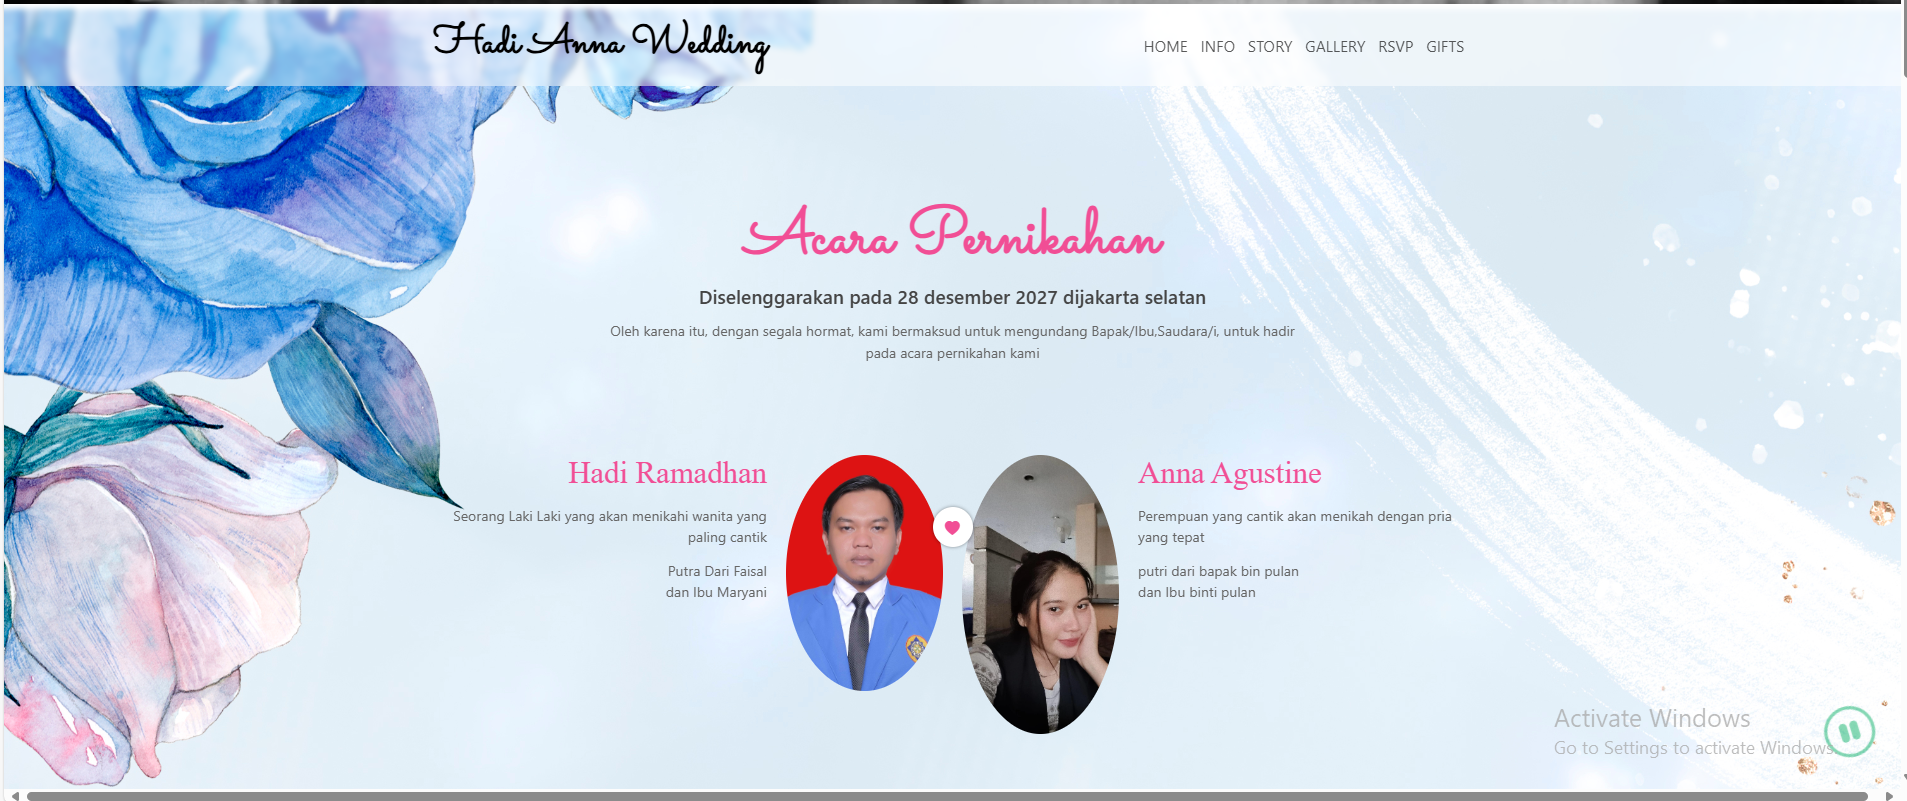 Hadi Anna Wedding
HOME INFO STORY GALLERY RSVP GIFTS
Acara Pernikahan
Diselenggarakan pada 28 desember 2027 dijakarta selatan
Oleh karena itu, dengan segala hormat, kami bermaksud untuk mengundang Bapak/Ibu,Saudara/i, untuk hadir
pada acara pernikahan kami
Hadi Ramadhan
Seorang Laki Laki yang akan menikahi wanita yang
paling cantik
Putra Dari Faisal
dan Ibu Maryani
Anna Agustine
Perempuan yang cantik akan menikah dengan pria
yang tepat
putri dari bapak bin pulan
dan Ibu binti pulan
Activate Windows
Go to Settings to activate Windows.